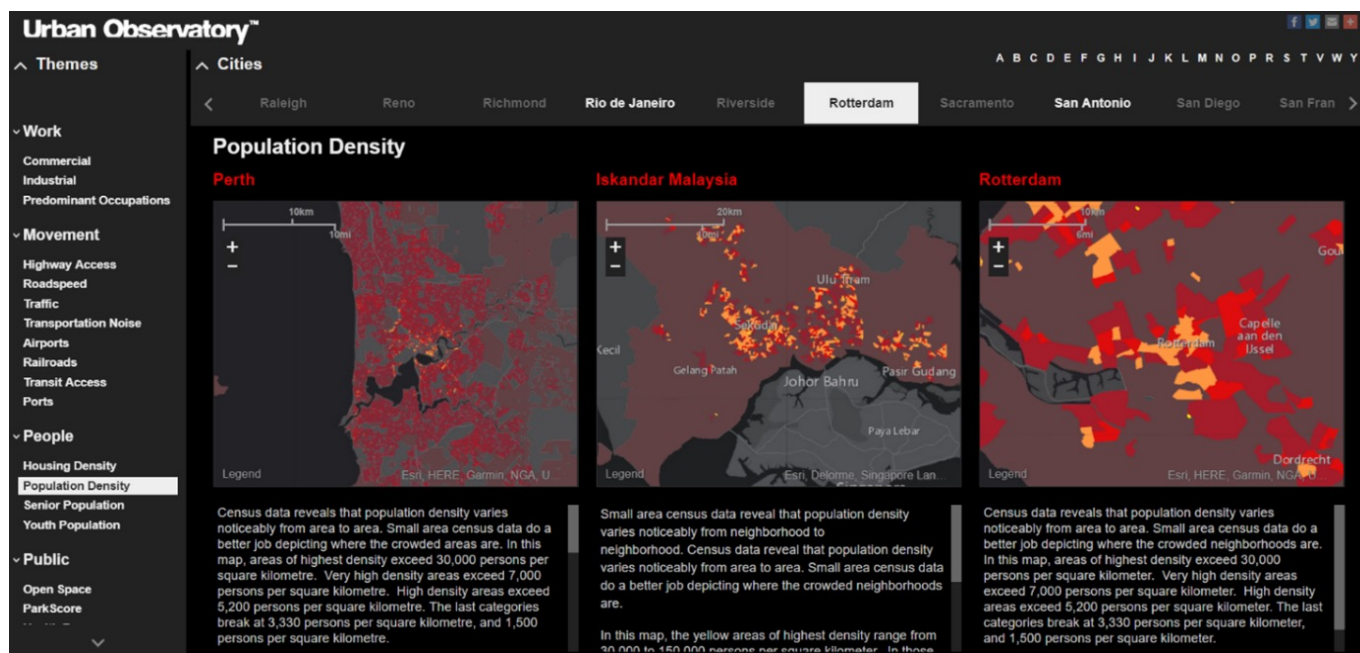 Urban Observatory™
Themes
Cities
A B C D E F G H I J K L M N O P R S T V W Y
Raleigh Reno Richmond Rio de Janeiro Riverside Rotterdam Sacramento San Antonio San Diego San Fran
Work
Commercial
Industrial
Predominant Occupations
Movement
Highway Access
Roadspeed
Traffic
Transportation Noise
Airports
Railroads
Transit Access
Ports
People
Housing Density
Population Density
Senior Population
Youth Population
Public
Open Space
ParkScore
Population Density
Perth
10km
10mi
Legend
Esri, HERE, Garmin, NGA, U...
Census data reveals that population density varies
noticeably from area to area. Small area census data do a
better job depicting where the crowded areas are. In this
map, areas of highest density exceed 30,000 persons per
square kilometre. Very high density areas exceed 7,000
persons per square kilometre. High density areas exceed
5,200 persons per square kilometre. The last categories
break at 3,330 persons per square kilometre, and 1,500
persons per square kilometre.
Iskandar Malaysia
20km
10mi
Ulu Tiram
Sekudai
Kecil
Gelang Patah
Johor Bahru
Pasir Gudang
Paya Lebar
Legend
Esri, Delorme, Singapore Lan...
Small area census data reveal that population density
varies noticeably from neighborhood to
neighborhood. Census data reveal that population density
varies noticeably from area to area. Small area census data
do a better job depicting where the crowded neighborhoods
are.
In this map, the yellow areas of highest density range from
30,000 to 150,000 persons per square kilometer. In those
Rotterdam
10km
6mi
Gou
Capelle
aan den
IJssel
Rotterdam
Dordrecht
Legend
Esri, HERE, Garmin, NGA, U...
Census data reveals that population density varies
noticeably from area to area. Small area census data do a
better job depicting where the crowded neighborhoods are.
In this map, areas of highest density exceed 30,000
persons per square kilometer. Very high density areas
exceed 7,000 persons per square kilometer. High density
areas exceed 5,200 persons per square kilometer. The last
categories break at 3,330 persons per square kilometer,
and 1,500 persons per square kilometer.